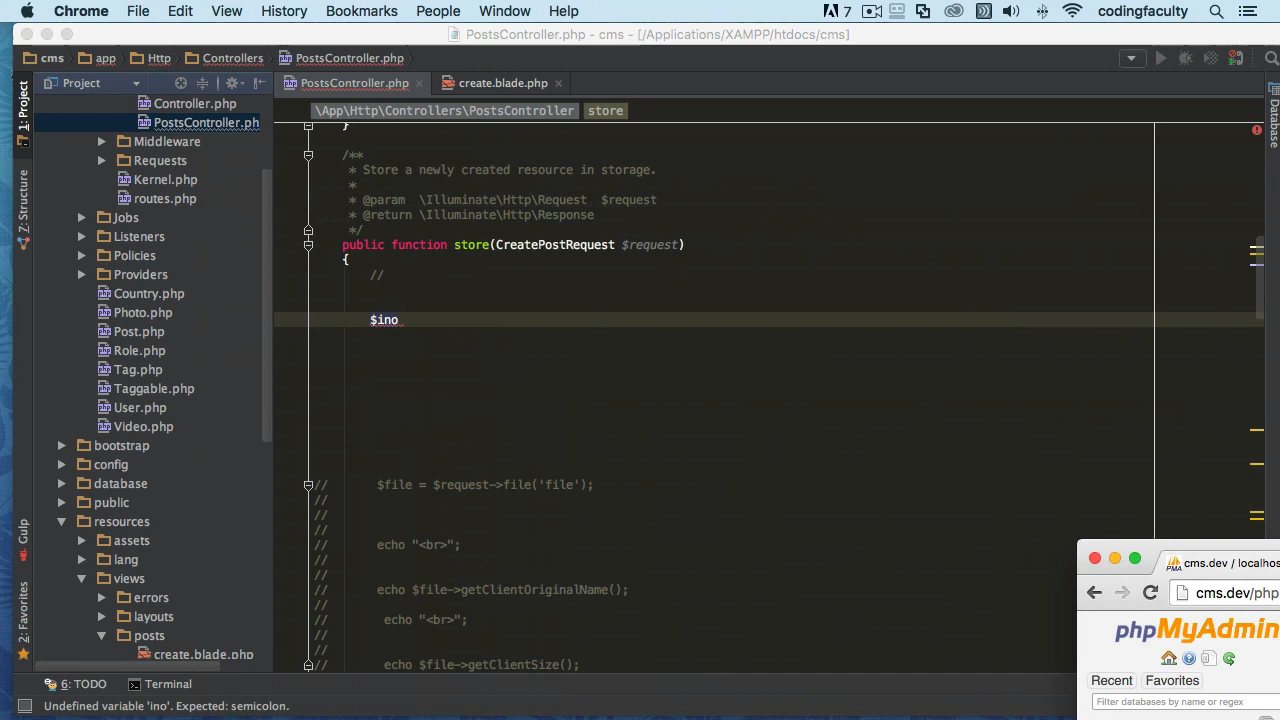 Chrome File Edit View History Bookmarks People Window Help 7 codingfaculty
PostsController.php - cms - [/Applications/XAMPP/htdocs/cms]
cms app Http Controllers PostsController.php
Project PostsController.php create.blade.php
1: Project
Z: Structure
Gulp
2: Favorites
Database
Controller.php
PostsController.ph
Middleware
Requests
Kernel.php
routes.php
Jobs
Listeners
Policies
Providers
Country.php
Photo.php
Post.php
Role.php
Tag.php
Taggable.php
User.php
Video.php
bootstrap
config
database
public
resources
assets
lang
views
errors
layouts
posts
create.blade.php
\App\Http\Controllers\PostsController store
}
/**
* Store a newly created resource in storage.
*
* @param \Illuminate\Http\Request $request
* @return \Illuminate\Http\Response
*/
public function store(CreatePostRequest $request)
{
//
$ino
// $file = $request->file('file');
//
//
//
// echo "<br>";
//
//
// echo $file->getClientOriginalName();
//
// echo "<br>";
//
//
// echo $file->getClientSize();
cms.dev / localhos
cms.dev/php
phpMyAdmin
Recent Favorites
Filter databases by name or regex
6: TODO Terminal
Undefined variable 'ino'. Expected: semicolon.